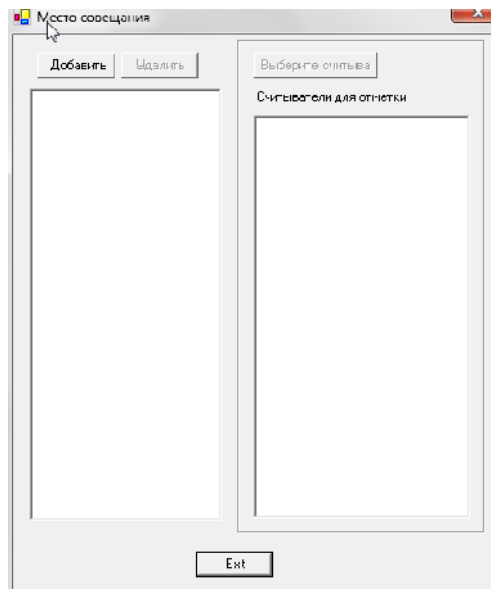 Место совещания
Добавить Удалить
Выберите считыва
Считыватели для отметки
Exit